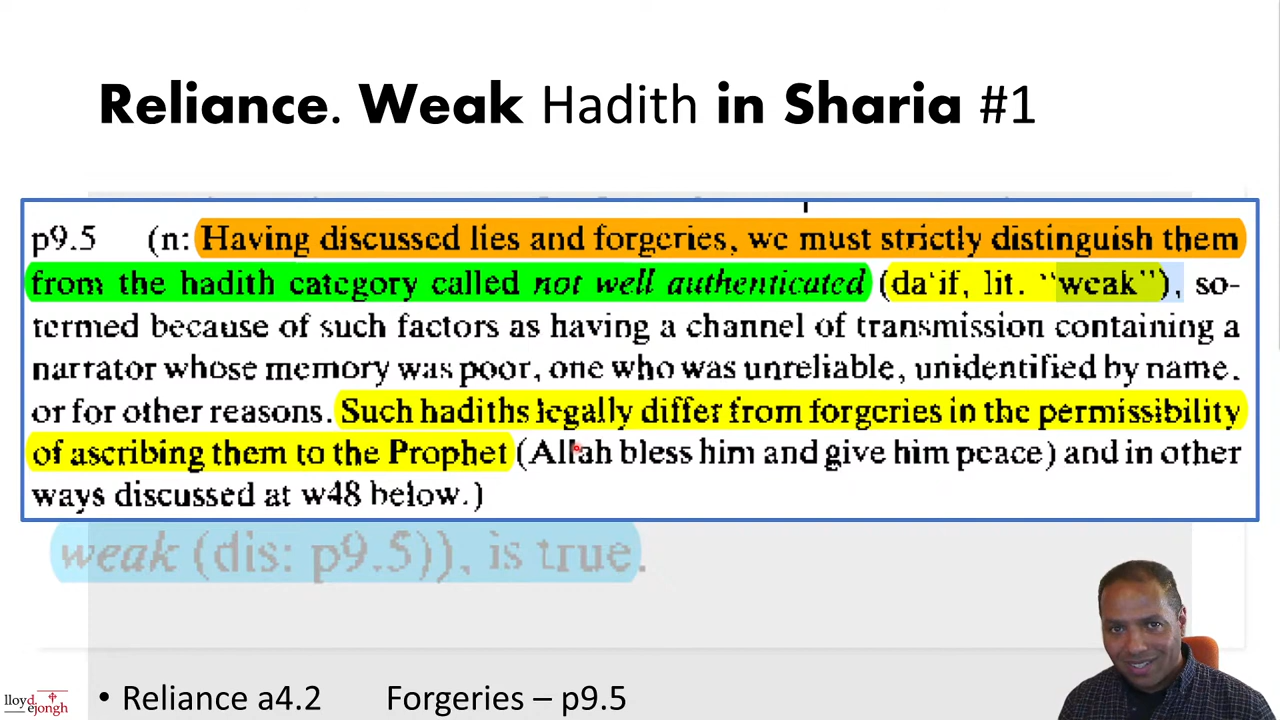 Reliance. Weak Hadith in Sharia #1
p9.5 (n: Having discussed lies and forgeries, we must strictly distinguish them
from the hadith category called not well authenticated (da‘if, lit. “weak”), so-
termed because of such factors as having a channel of transmission containing a
narrator whose memory was poor, one who was unreliable, unidentified by name,
or for other reasons. Such hadiths legally differ from forgeries in the permissibility
of ascribing them to the Prophet (Allah bless him and give him peace) and in other
ways discussed at w48 below.)
weak (dis: p9.5)), is true.
• Reliance a4.2 Forgeries – p9.5
lloyd
ejongh